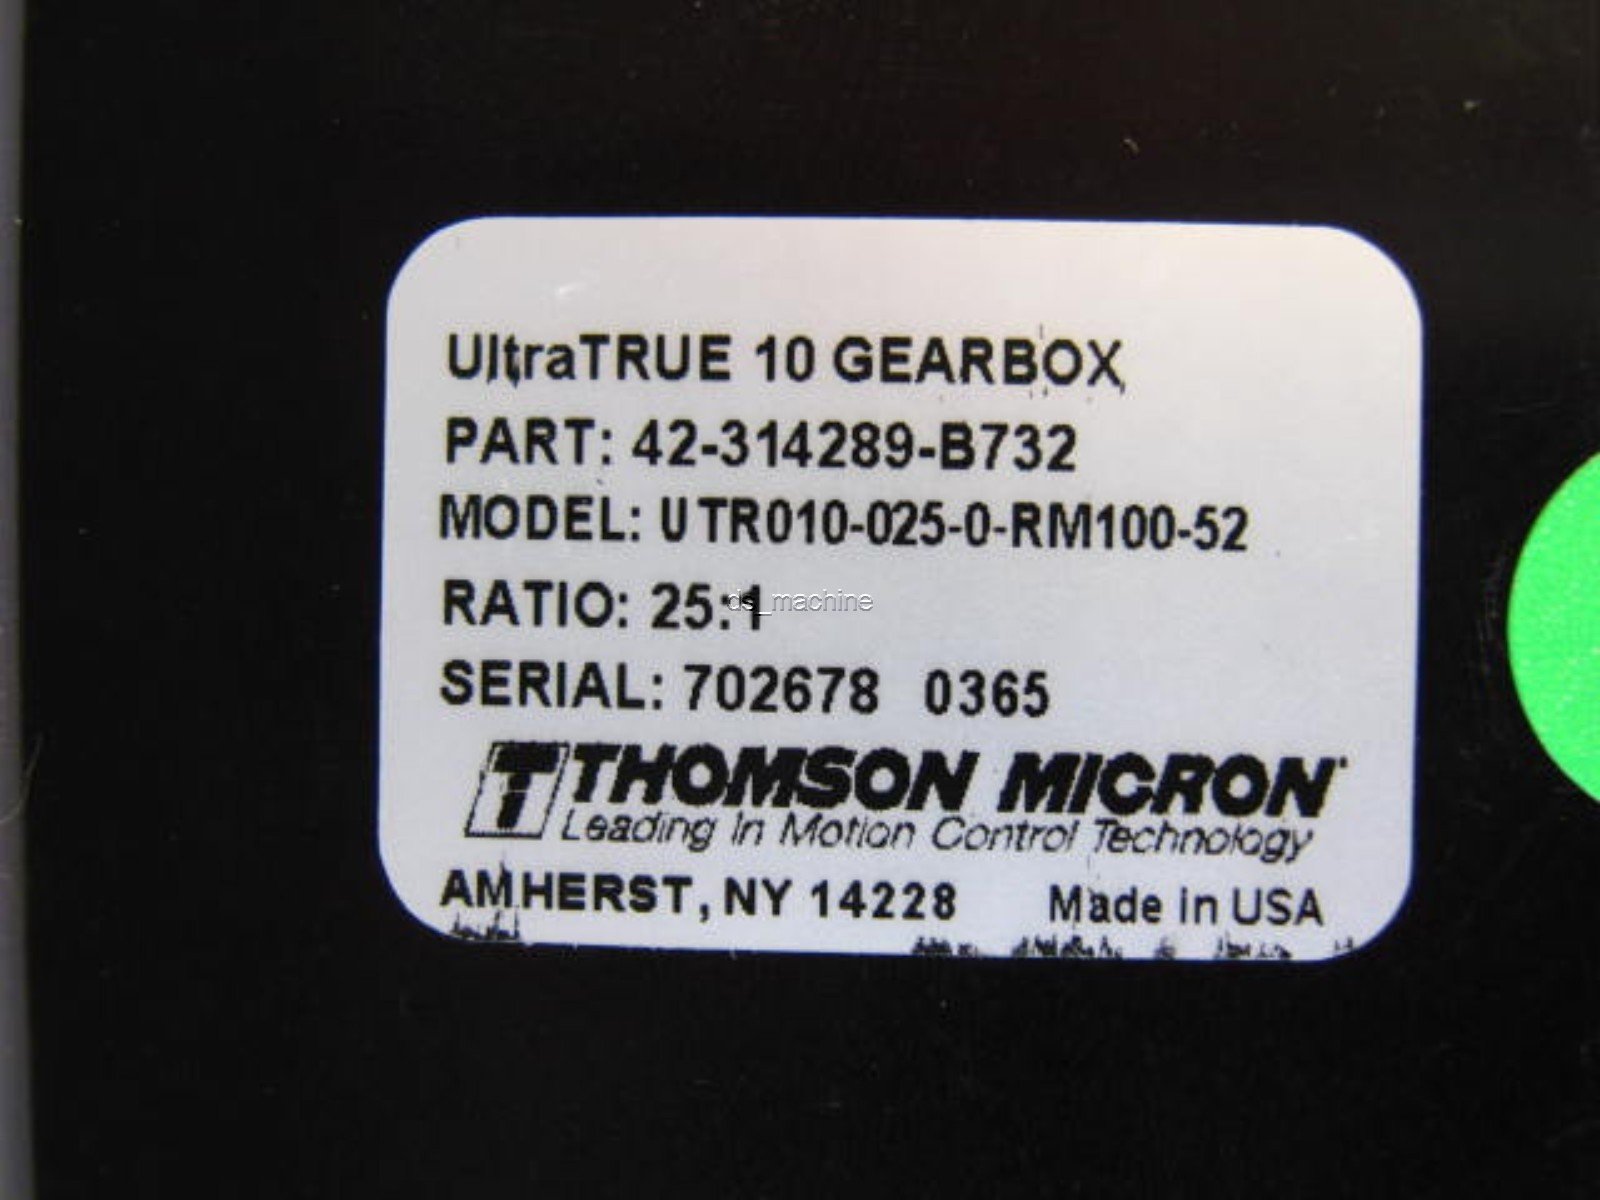 UltraTRUE 10 GEARBOX
PART: 42-314289-B732
MODEL: UTR010-025-0-RM100-52
RATIO: 25:1
ds_machine
SERIAL: 702678 0365
T THOMSON MICRON
Leading in Motion Control Technology
AMHERST, NY 14228 Made in USA